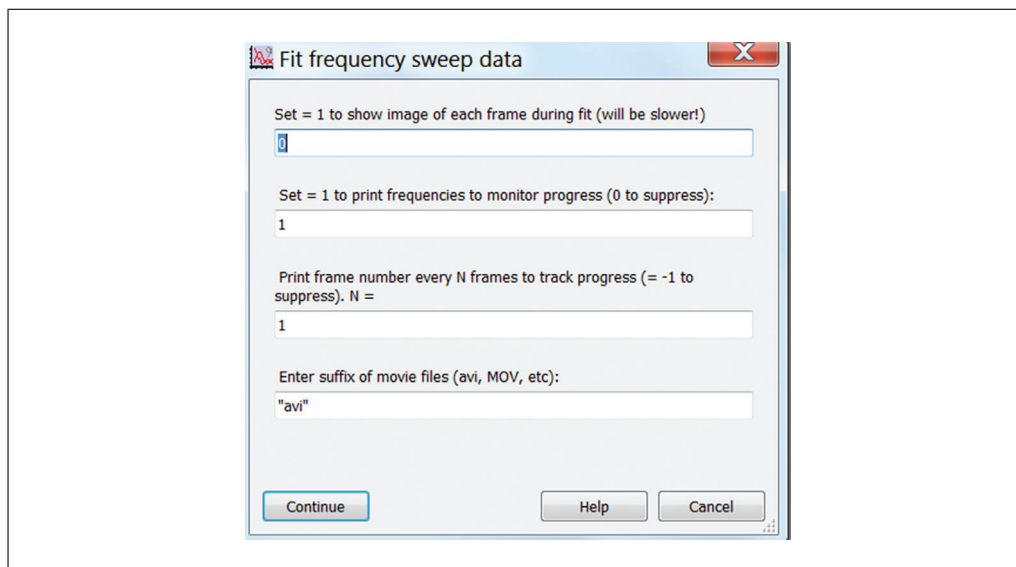 Fit frequency sweep data
Set = 1 to show image of each frame during fit (will be slower!)
0
Set = 1 to print frequencies to monitor progress (0 to suppress):
1
Print frame number every N frames to track progress (= -1 to
suppress). N =
1
Enter suffix of movie files (avi, MOV, etc):
"avi"
Continue Help Cancel